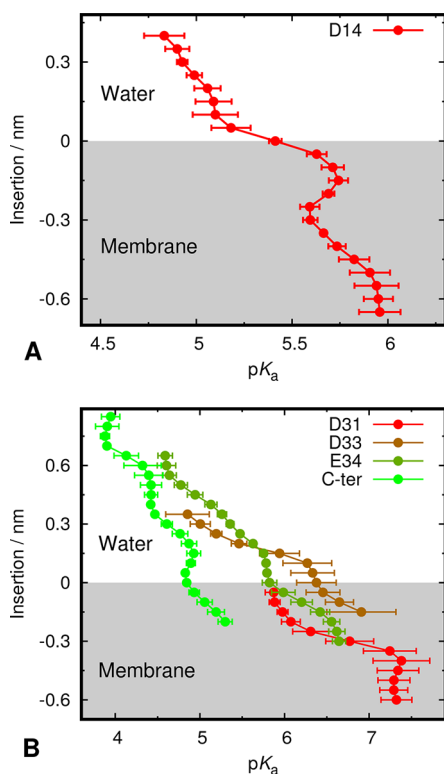 D14
0.3
Water
0
-0.3
Membrane
-0.6
Insertion / nm
4.5 5 5.5 6
A
pKa
D31
D33
E34
C-ter
0.6
0.3
Water
0
-0.3
Membrane
-0.6
Insertion / nm
4 5 6 7
B
pKa